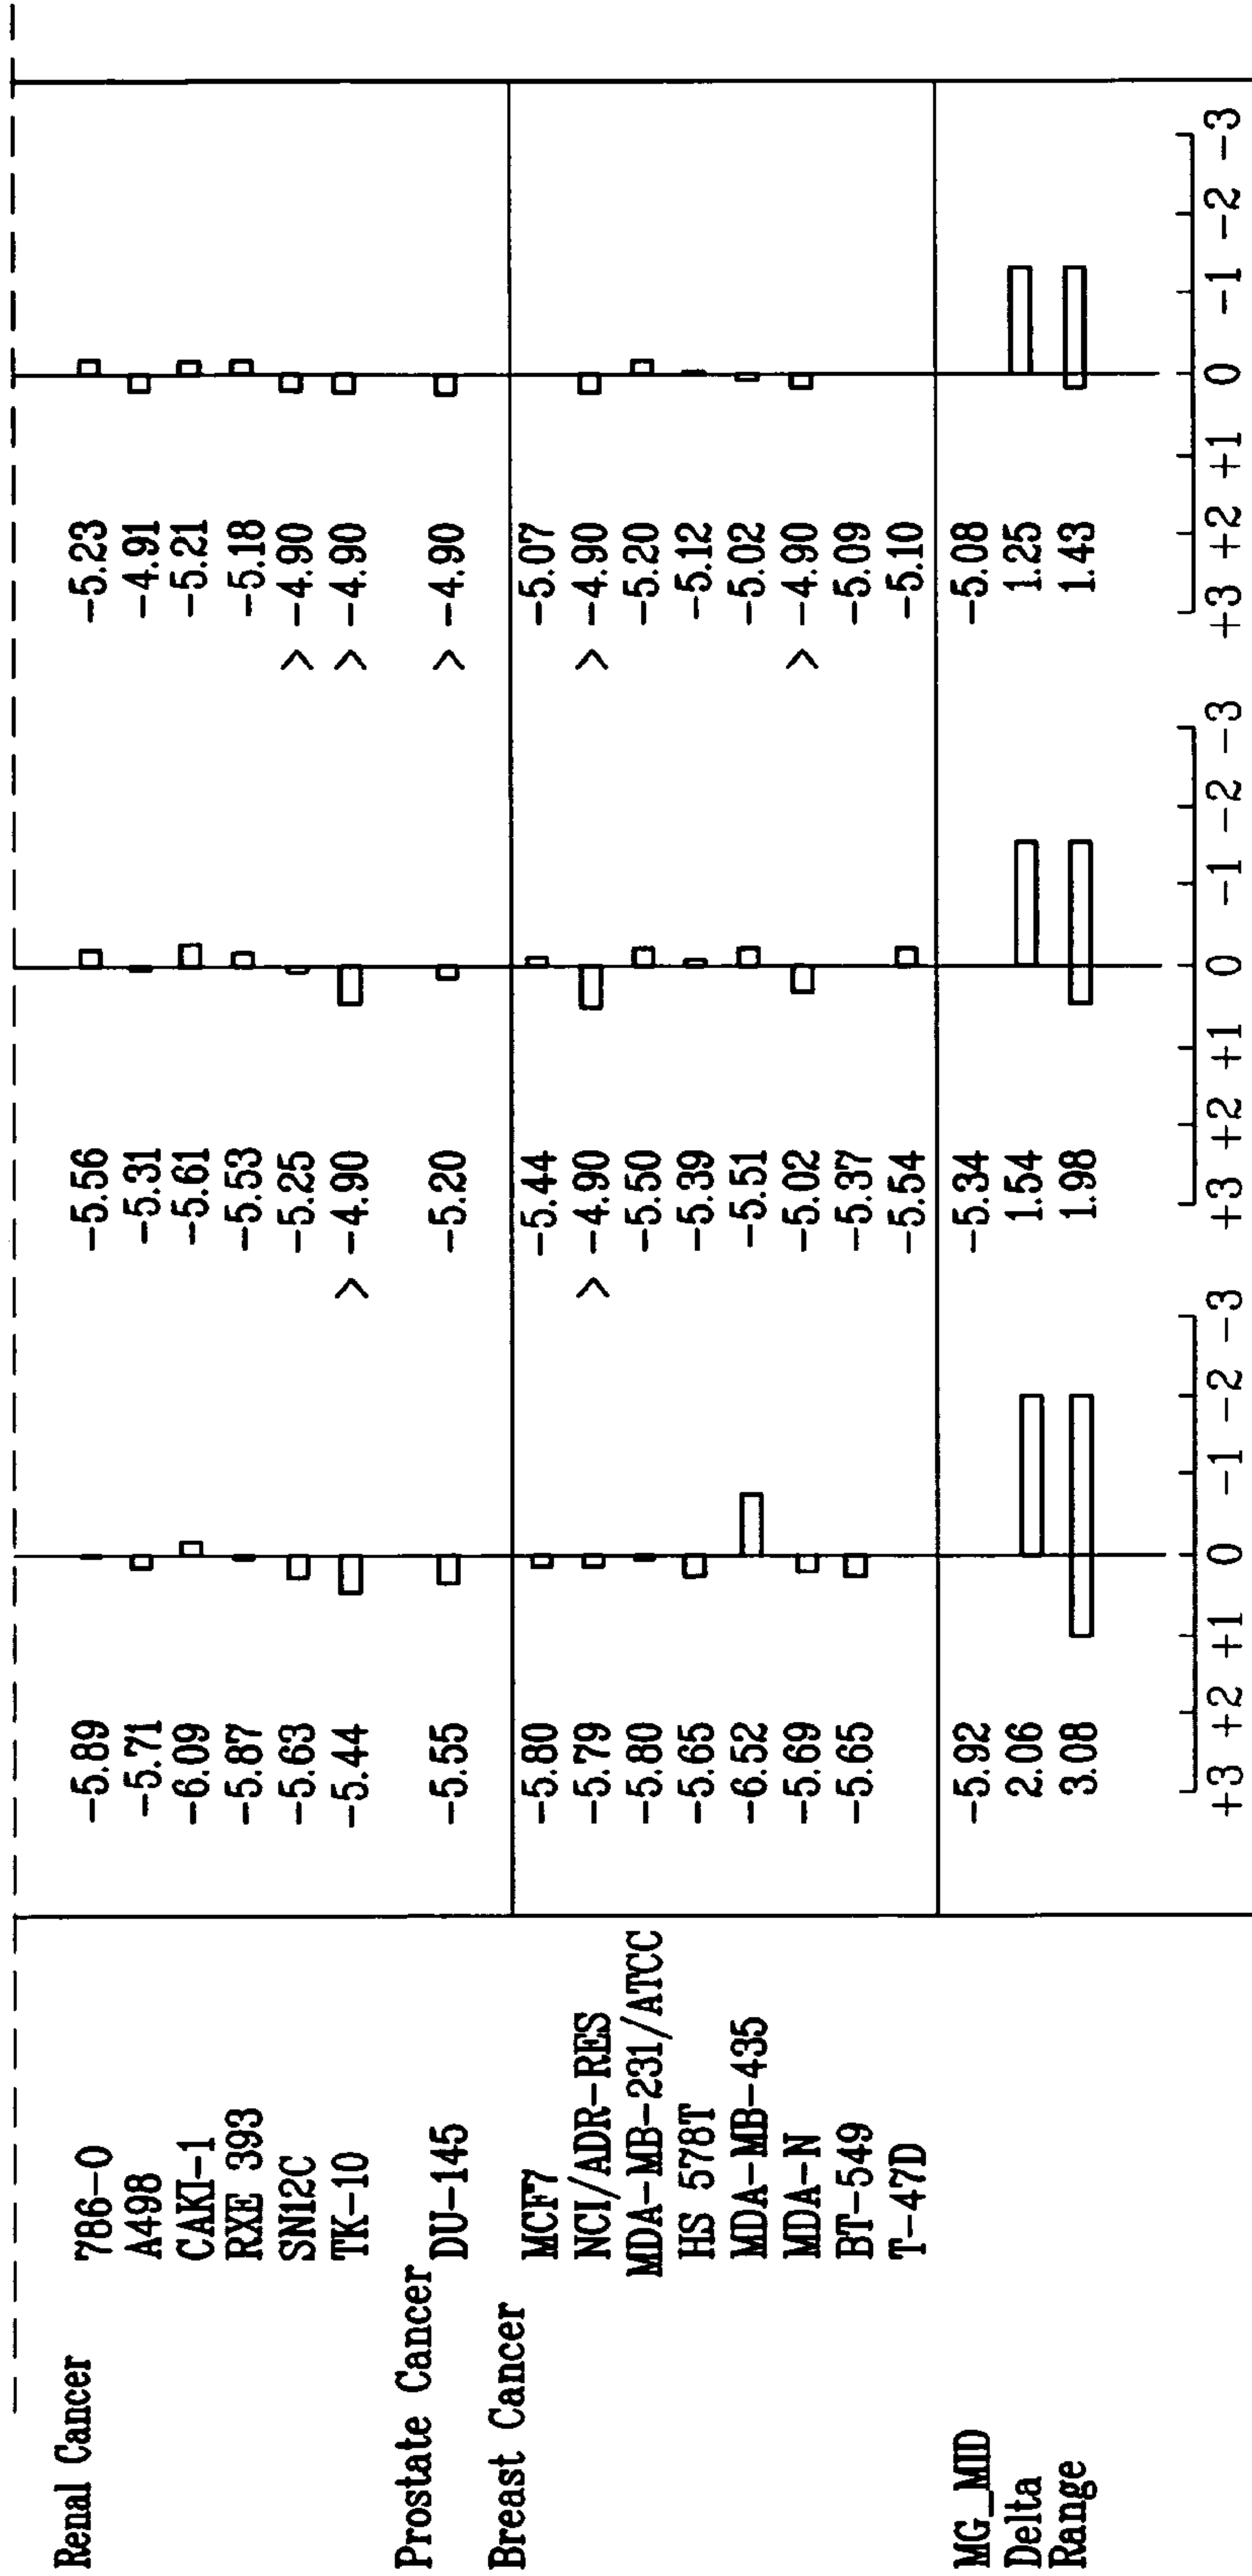 Renal Cancer
786-0 -5.89 -5.56 -5.23
A498 -5.71 -5.31 -4.91
CAKI-1 -6.09 -5.61 -5.21
RXE 393 -5.87 -5.53 -5.18
SN12C -5.63 -5.25 > -4.90
TK-10 -5.44 > -4.90 > -4.90
Prostate Cancer
DU-145 -5.55 -5.20 > -4.90
Breast Cancer
MCF7 -5.80 -5.44 -5.07
NCI/ADR-RES -5.79 > -4.90 > -4.90
MDA-MB-231/ATCC -5.80 -5.50 -5.20
HS 578T -5.65 -5.39 -5.12
MDA-MB-435 -6.52 -5.51 -5.02
MDA-N -5.69 -5.02 > -4.90
BT-549 -5.65 -5.37 -5.09
T-47D -5.54 -5.10
MG_MID -5.92 -5.34 -5.08
Delta 2.06 1.54 1.25
Range 3.08 1.98 1.43
+3 +2 +1 0 -1 -2 -3 +3 +2 +1 0 -1 -2 -3 +3 +2 +1 0 -1 -2 -3